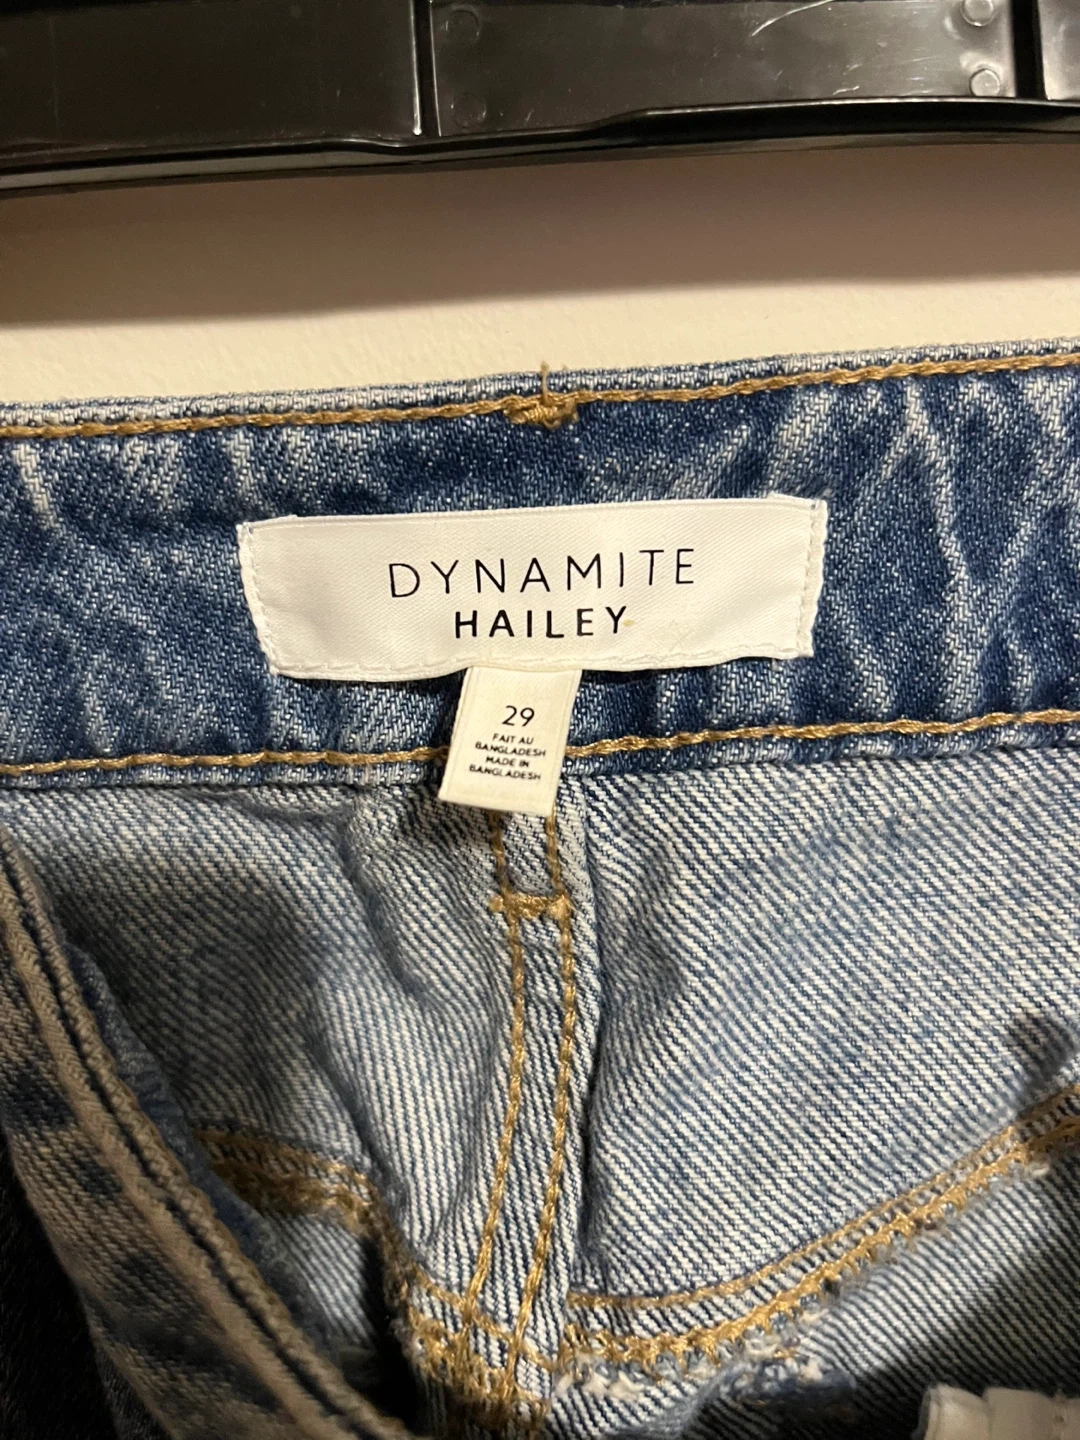 DYNAMITE
HAILEY
29
FAIT AU
BANGLADESH
MADE IN
BANGLADESH